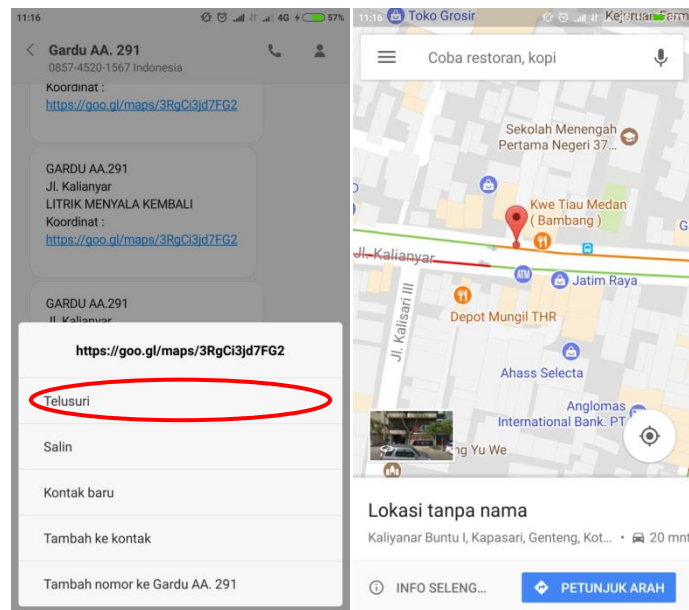 11:16
4G
57%
Gardu AA. 291
0857-4520-1567 Indonesia
Koordinat :
https://goo.gl/maps/3RgCi3jd7FG2
GARDU AA.291
Jl. Kalianyar
LITRIK MENYALA KEMBALI
Koordinat :
https://goo.gl/maps/3RgCi3jd7FG2
GARDU AA.291
Jl. Kalianyar
https://goo.gl/maps/3RgCi3jd7FG2
Telusuri
Salin
Kontak baru
Tambah ke kontak
Tambah nomor ke Gardu AA. 291
11:16
Toko Grosir
Coba restoran, kopi
Sekolah Menengah
Pertama Negeri 37...
Kwe Tiau Medan
( Bambang )
G
Jl. Kalianyar
ATM
Jatim Raya
Jl. Kalisari III
Depot Mungil THR
Ahass Selecta
Anglomas
International Bank. PT
ng Yu We
Lokasi tanpa nama
Kaliyanar Buntu I, Kapasari, Genteng, Kot... • 20 mnt
INFO SELENG...
PETUNJUK ARAH